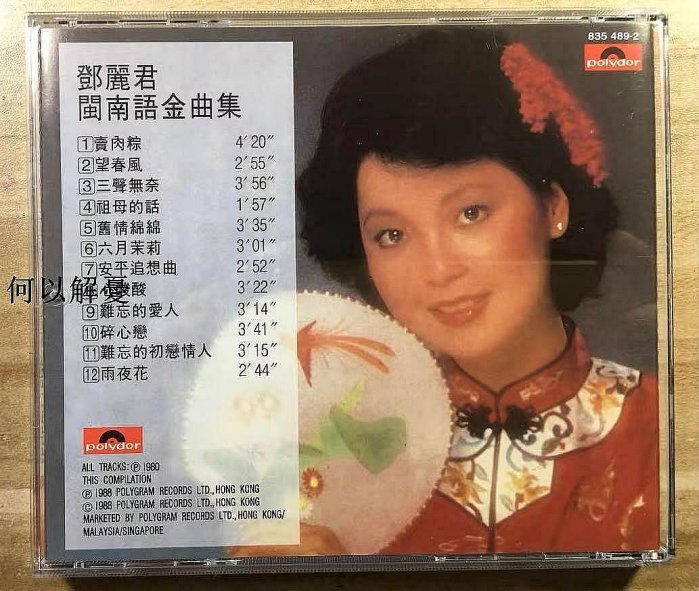 835 489-2
polydor
鄧麗君
閩南語金曲集
1 賣肉粽 4′20″
2 望春風 2′55″
3 三聲無奈 3′56″
4 祖母的話 1′57″
5 舊情綿綿 3′35″
6 六月茉莉 3′01″
7 安平追想曲 2′52″
酸酸 3′22″
何以解憂
9 難忘的愛人 3′14″
10 碎心戀 3′41″
11 難忘的初戀情人 3′15″
12 雨夜花 2′44″
polydor
ALL TRACKS: ℗ 1980
THIS COMPILATION
℗ 1988 POLYGRAM RECORDS LTD., HONG KONG
© 1988 POLYGRAM RECORDS LTD., HONG KONG
MARKETED BY POLYGRAM RECORDS LTD., HONG KONG/
MALAYSIA/SINGAPORE